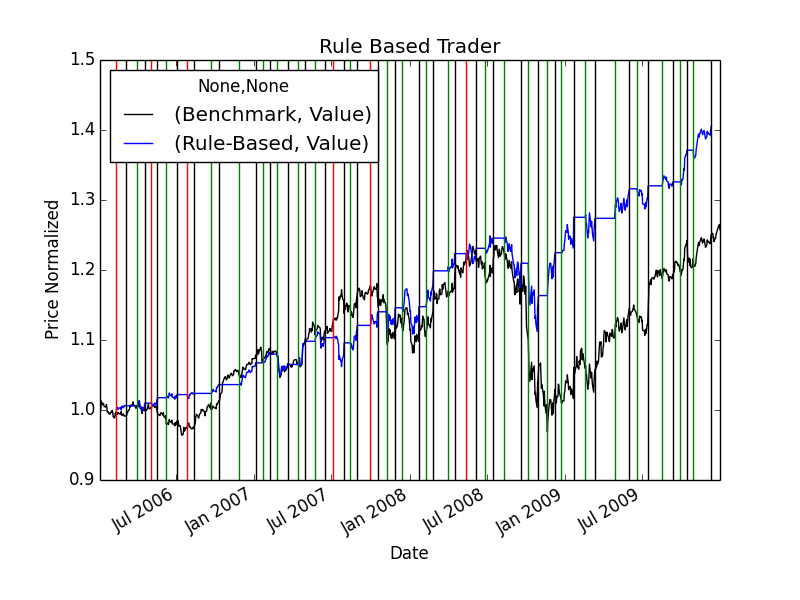 Rule Based Trader
None,None
(Benchmark, Value)
(Rule-Based, Value)
Price Normalized
1.5
1.4
1.3
1.2
1.1
1.0
0.9
Jul 2006
Jan 2007
Jul 2007
Jan 2008
Jul 2008
Jan 2009
Jul 2009
Date